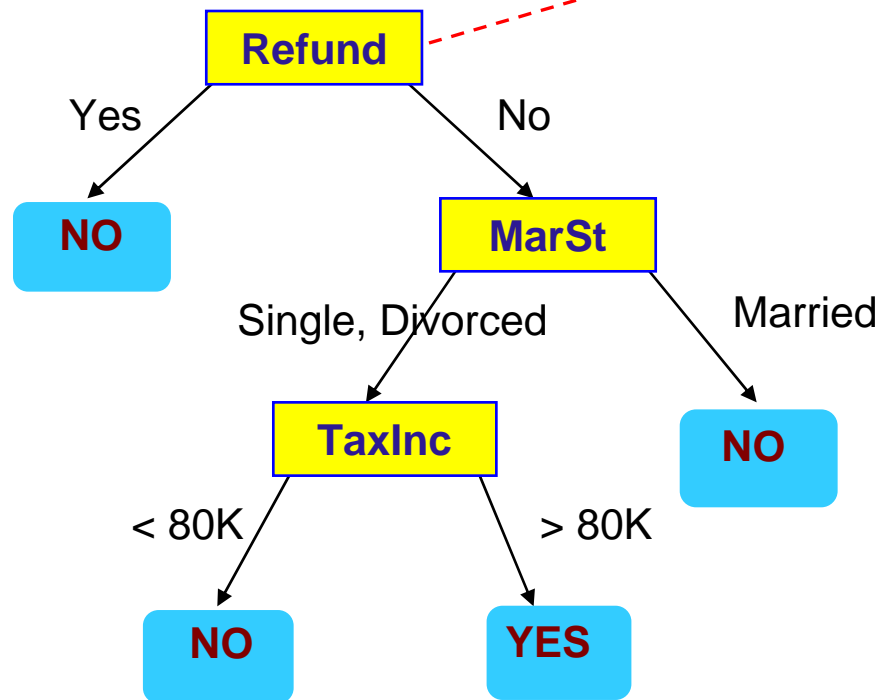 Refund
Yes
No
NO
MarSt
Single, Divorced
Married
TaxInc
NO
< 80K
> 80K
NO
YES